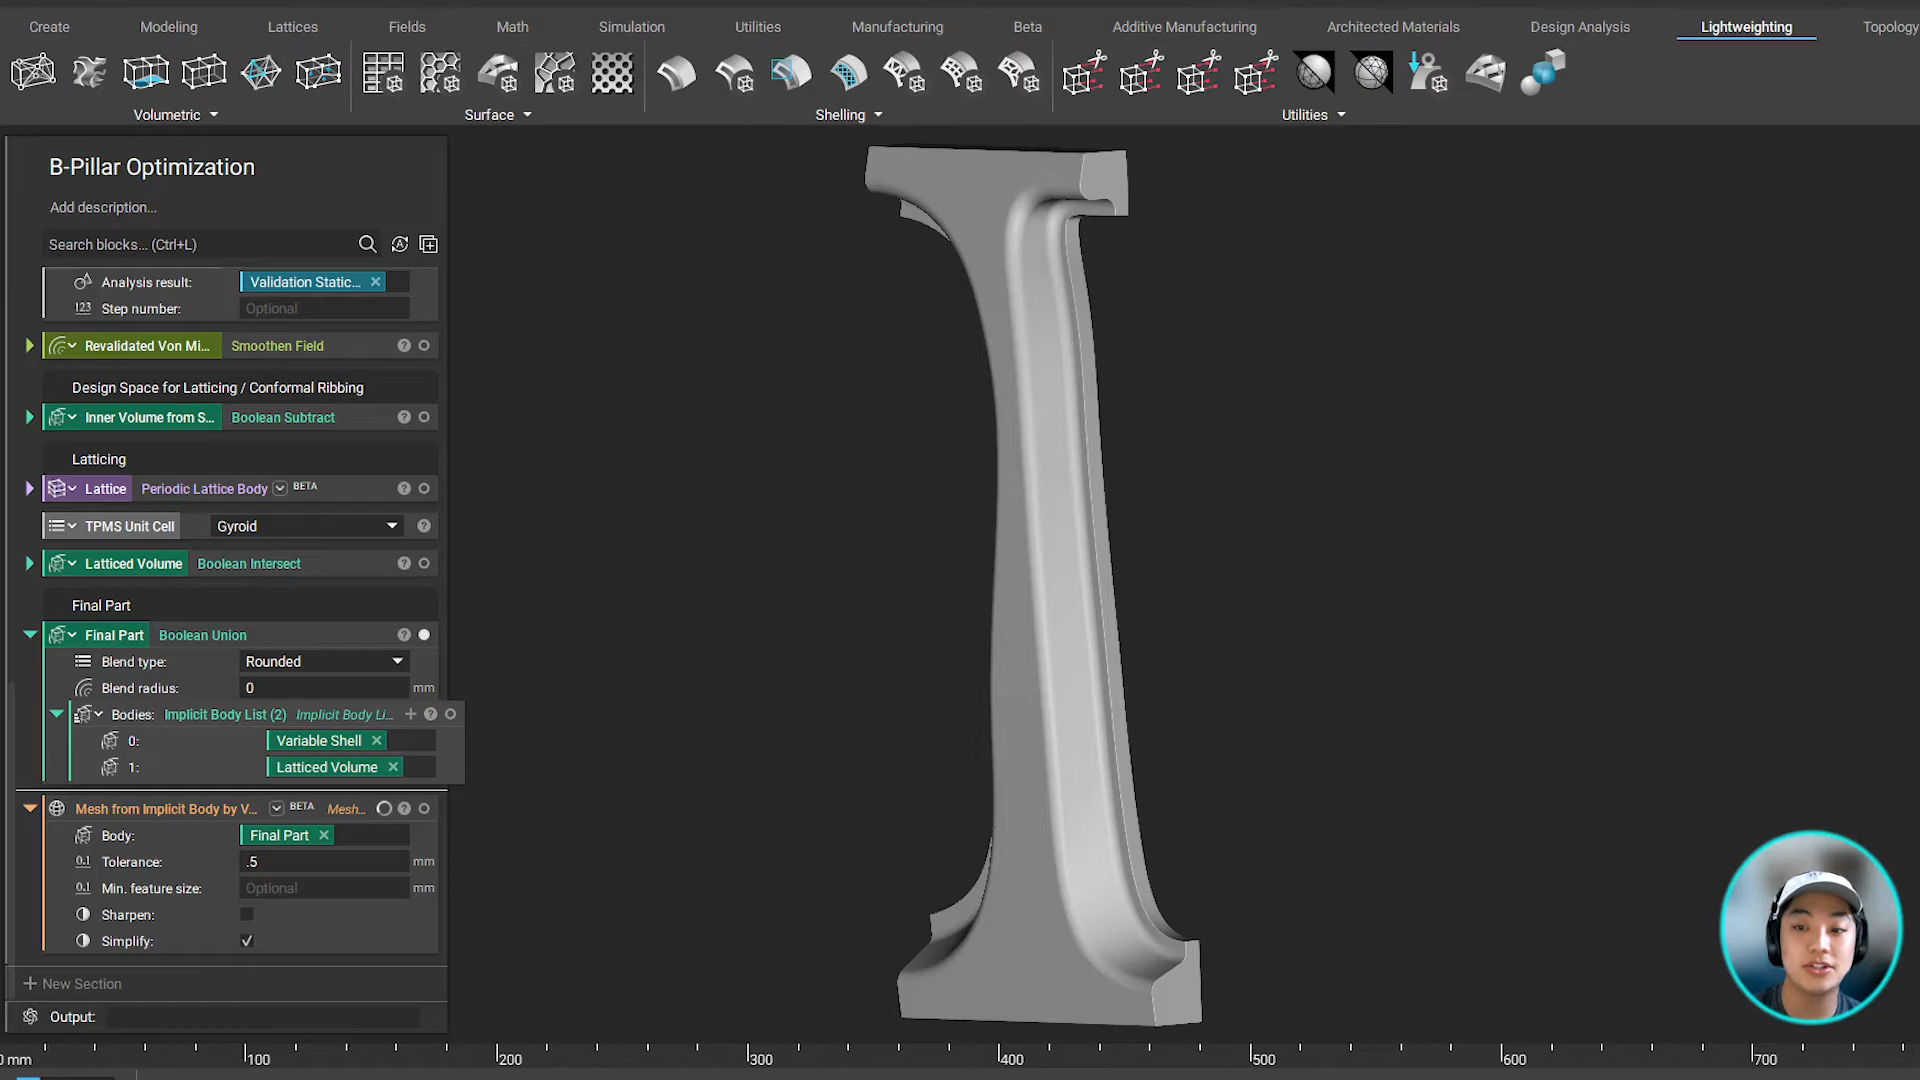 Create Modeling Lattices Fields Math Simulation Utilities Manufacturing Beta Additive Manufacturing Architected Materials Design Analysis Lightweighting Topology
Volumetric Surface Shelling Utilities
B-Pillar Optimization
Add description...
Search blocks... (Ctrl+L)
Analysis result: Validation Static...
123 Step number: Optional
Revalidated Von Mi... Smoothen Field
Design Space for Latticing / Conformal Ribbing
Inner Volume from S... Boolean Subtract
Latticing
Lattice Periodic Lattice Body BETA
TPMS Unit Cell Gyroid
Latticed Volume Boolean Intersect
Final Part
Final Part Boolean Union
Blend type: Rounded
Blend radius: 0 mm
Bodies: Implicit Body List (2) Implicit Body Li...
0: Variable Shell
1: Latticed Volume
Mesh from Implicit Body by V... BETA Mesh...
Body: Final Part
0.1 Tolerance: .5 mm
0.1 Min. feature size: Optional mm
Sharpen:
Simplify:
+ New Section
Output:
0 mm 100 200 300 400 500 600 700